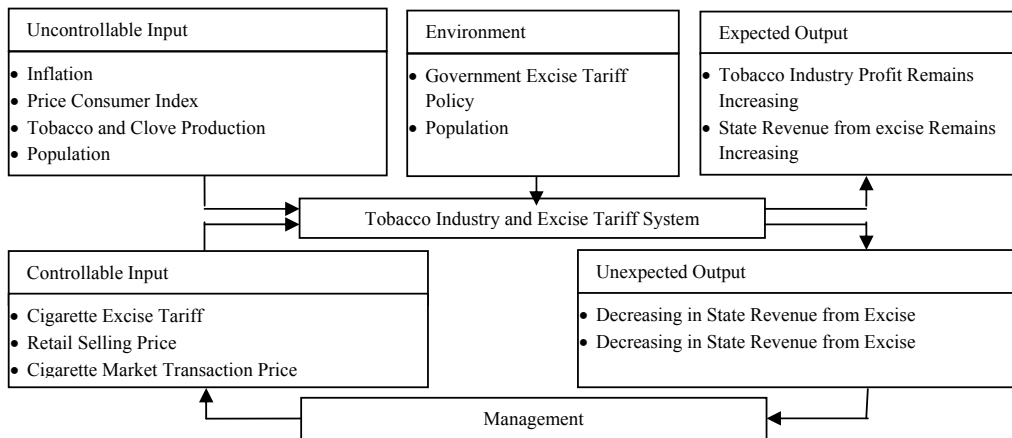 Uncontrollable Input
• Inflation
• Price Consumer Index
• Tobacco and Clove Production
• Population
Environment
• Government Excise Tariff
Policy
• Population
Expected Output
• Tobacco Industry Profit Remains
Increasing
• State Revenue from excise Remains
Increasing
Tobacco Industry and Excise Tariff System
Controllable Input
• Cigarette Excise Tariff
• Retail Selling Price
• Cigarette Market Transaction Price
Unexpected Output
• Decreasing in State Revenue from Excise
• Decreasing in State Revenue from Excise
Management